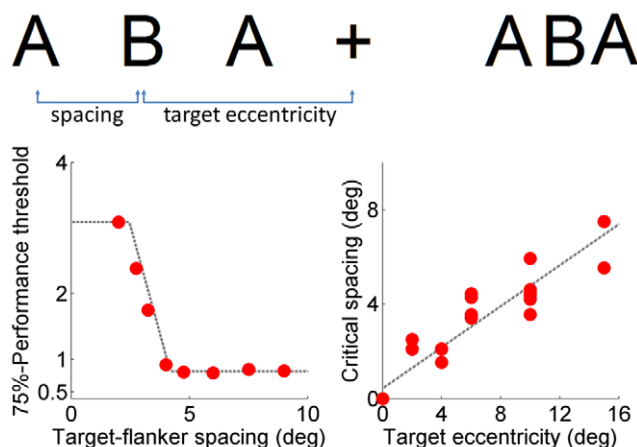 A B A + ABA
spacing target eccentricity
75%-Performance threshold
4
2
1
0.5
0 5 10
Target-flanker spacing (deg)
Critical spacing (deg)
8
4
0
0 4 8 12 16
Target eccentricity (deg)